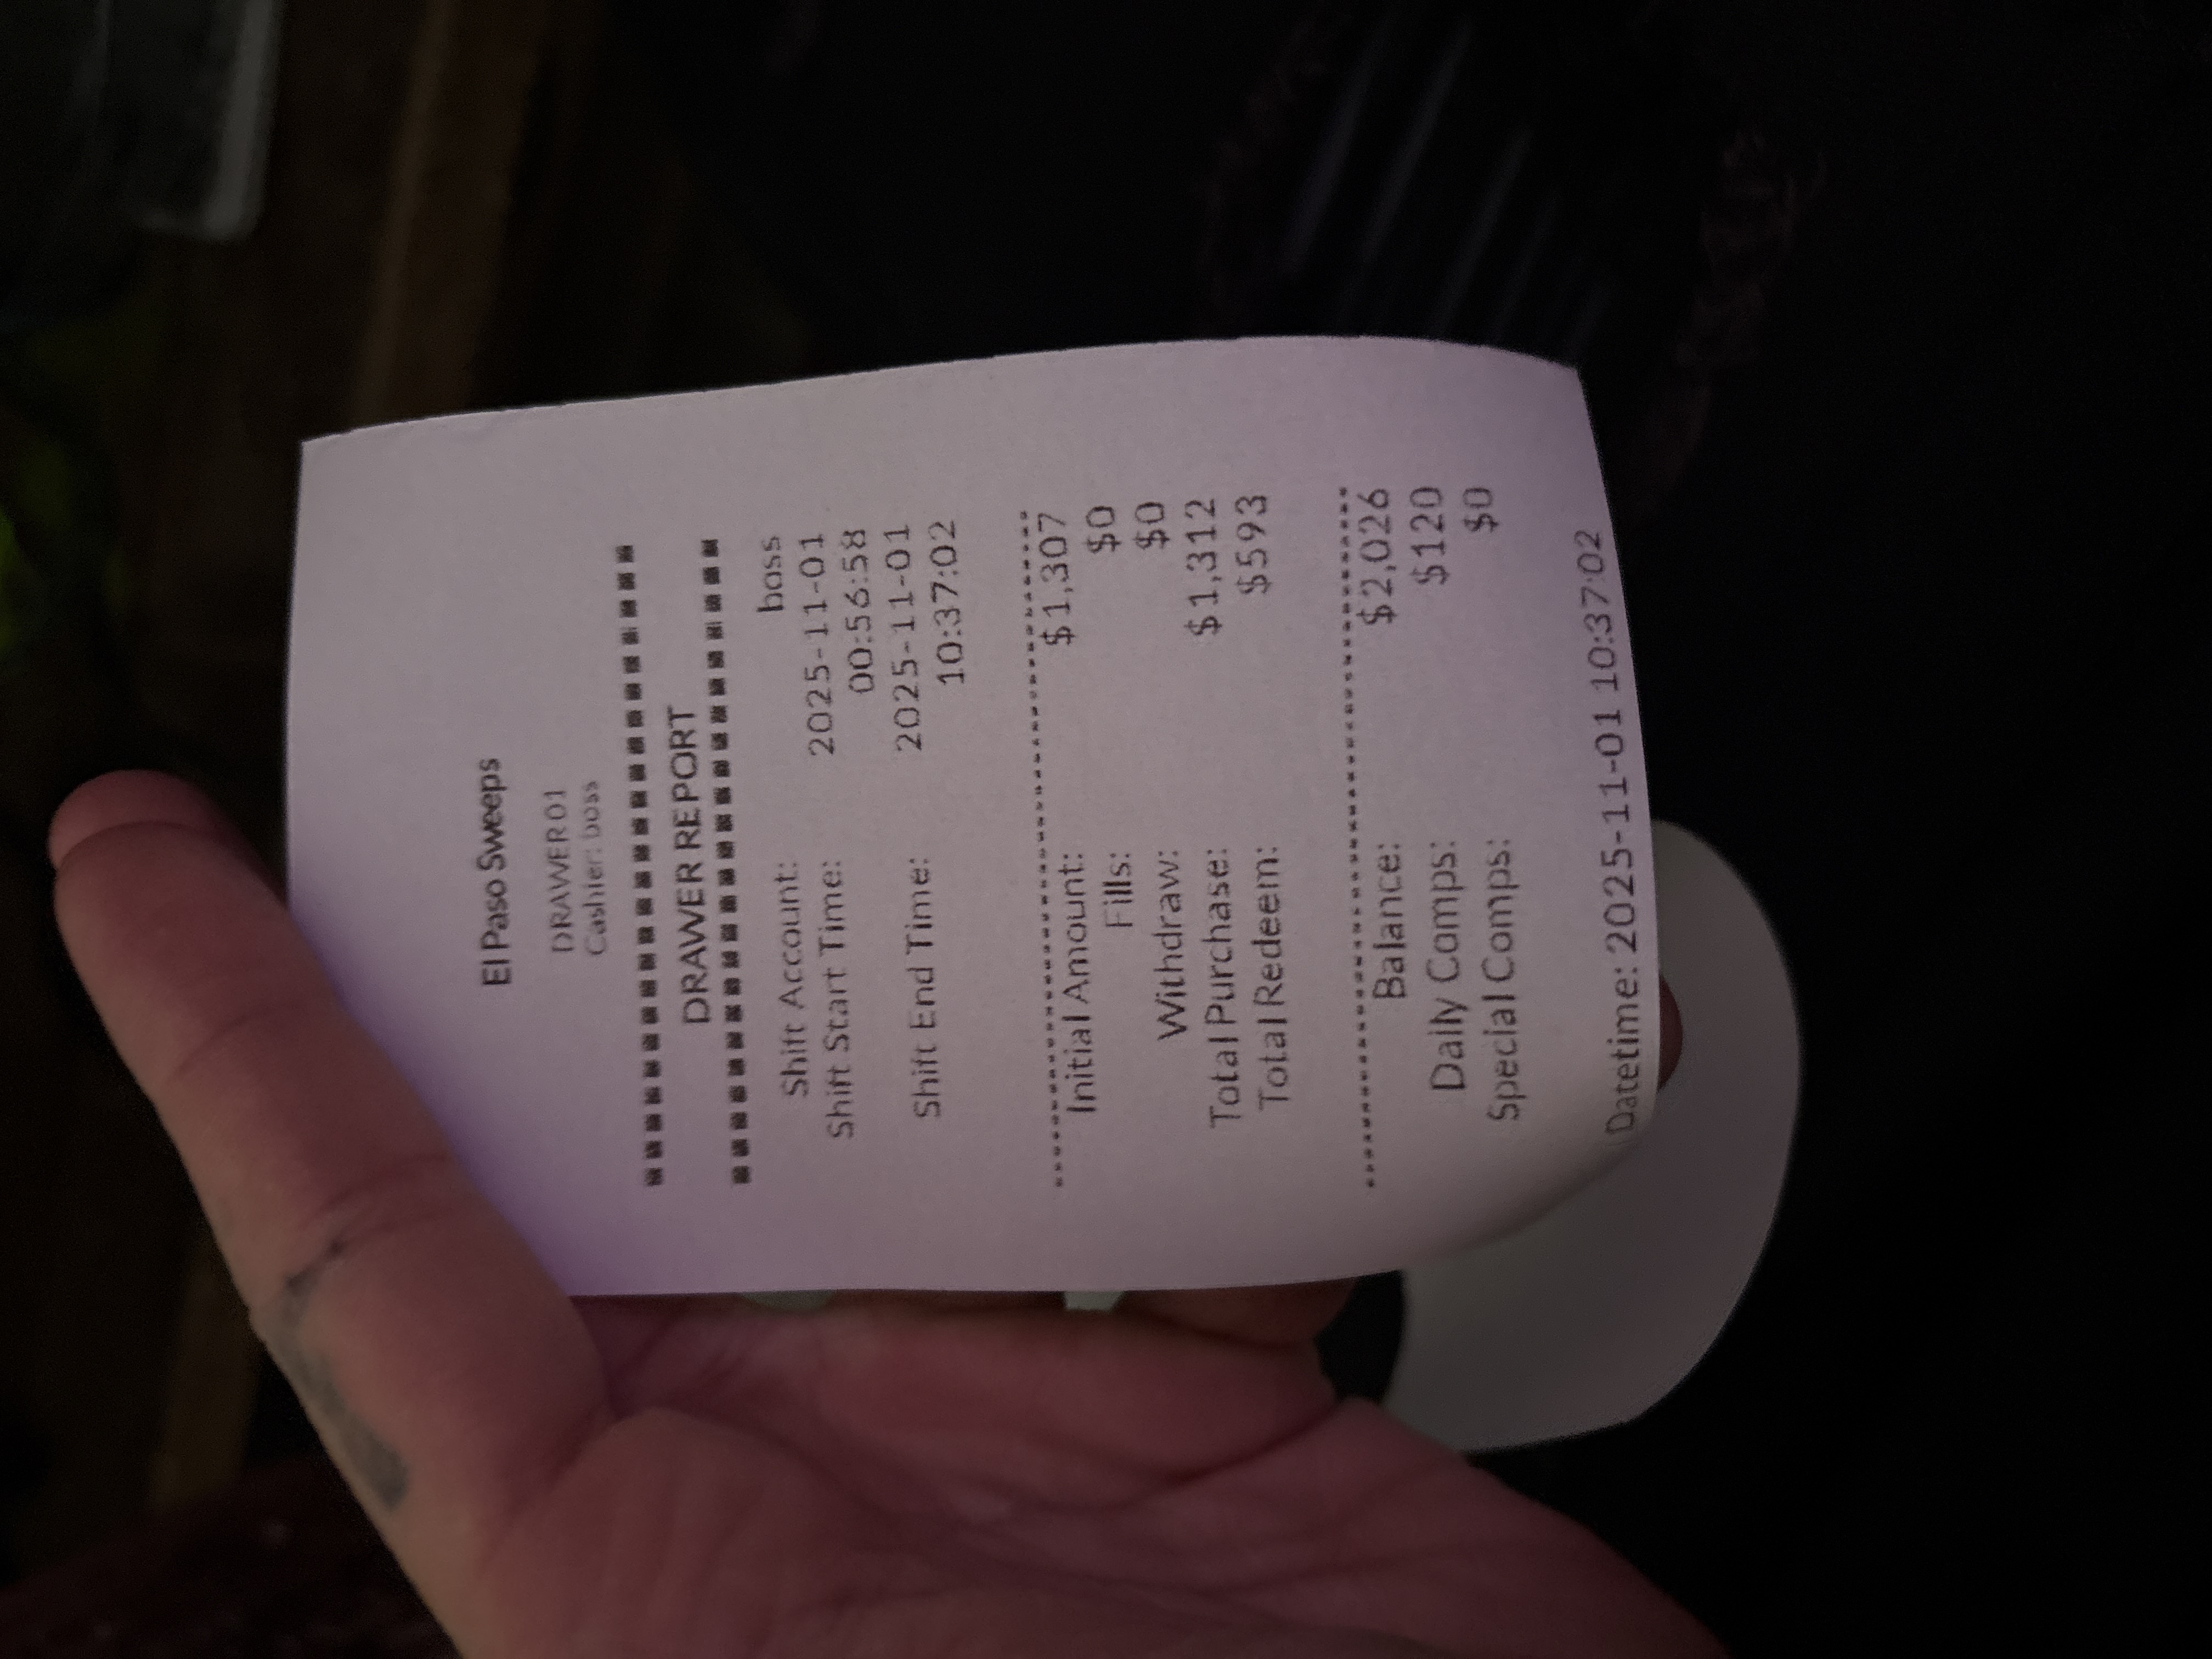 El Paso Sweeps
DRAWER01
Cashier: boss
DRAWER REPORT
Shift Account: boss
Shift Start Time: 2025-11-01
00:56:58
Shift End Time: 2025-11-01
10:37:02
Initial Amount: $1,307
Fills: $0
Withdraw: $0
Total Purchase: $1,312
Total Redeem: $593
Balance: $2,026
Daily Comps: $120
Special Comps: $0
Datetime: 2025-11-01 10:37:02